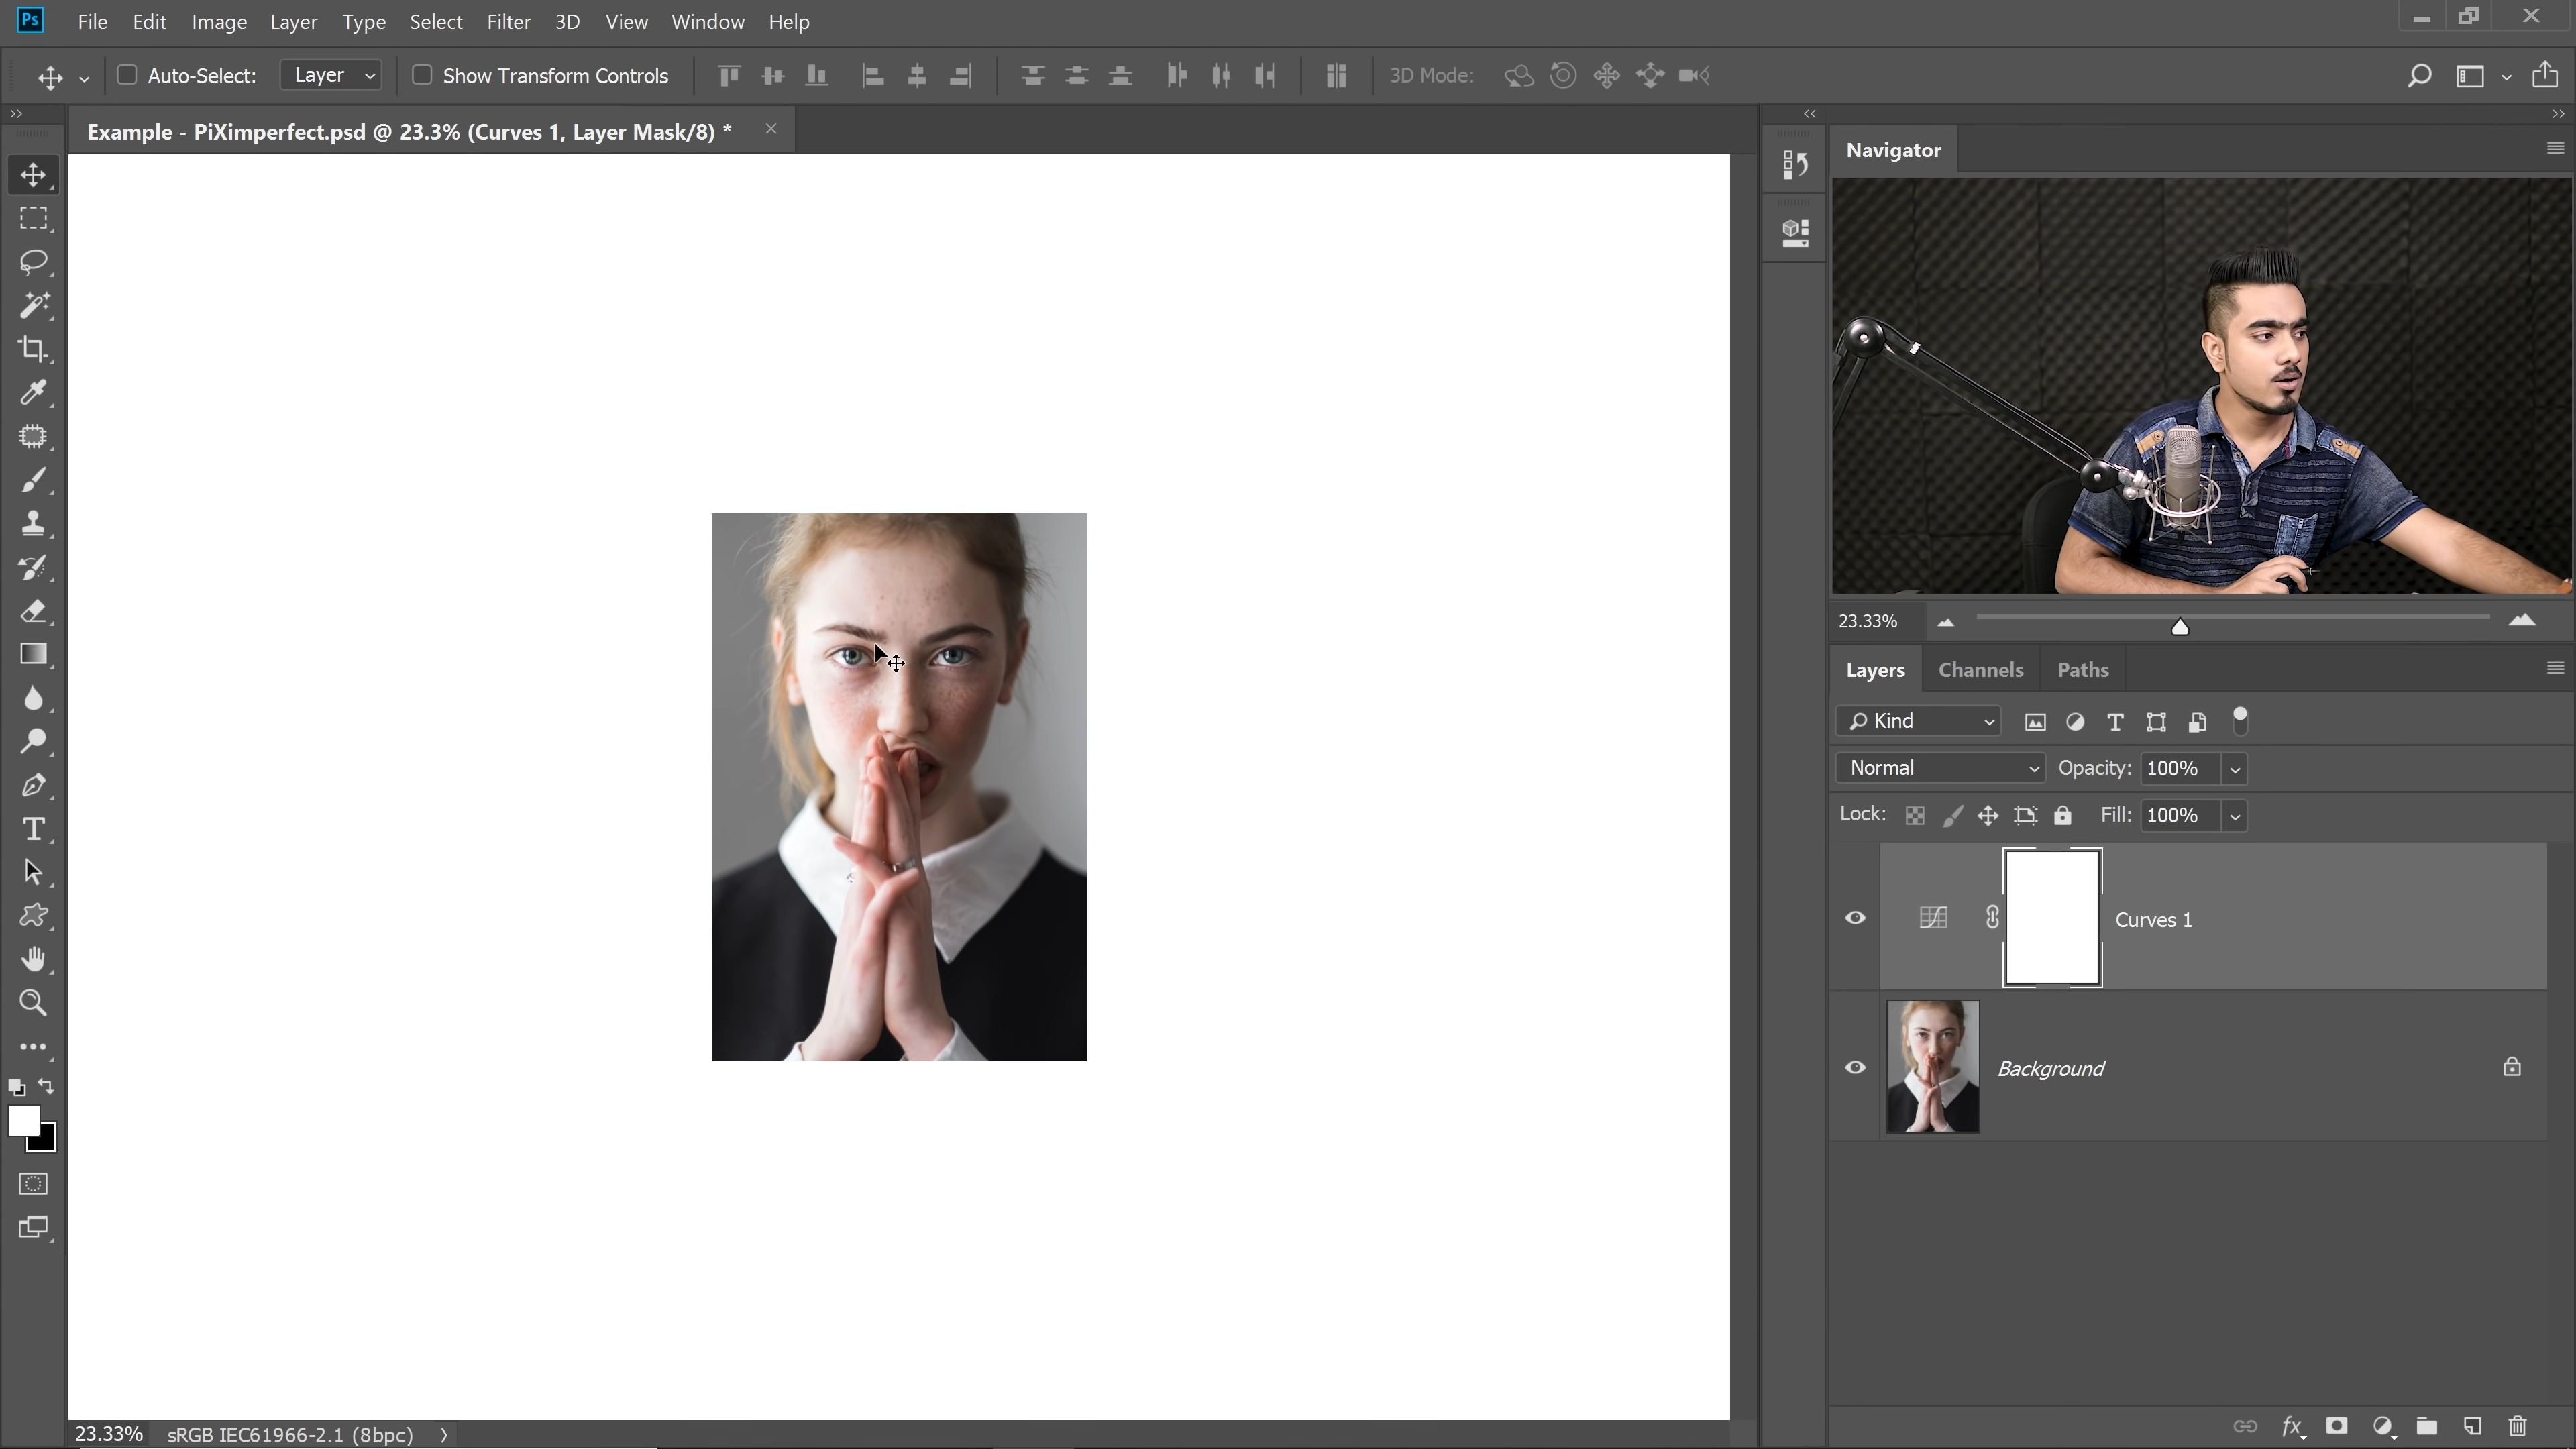 Ps File Edit Image Layer Type Select Filter 3D View Window Help
Auto-Select: Layer Show Transform Controls 3D Mode:
Example - PiXimperfect.psd @ 23.3% (Curves 1, Layer Mask/8) *
Navigator
23.33%
Layers Channels Paths
Kind
Normal Opacity: 100%
Lock: Fill: 100%
Curves 1
Background
23.33% sRGB IEC61966-2.1 (8bpc)
fx